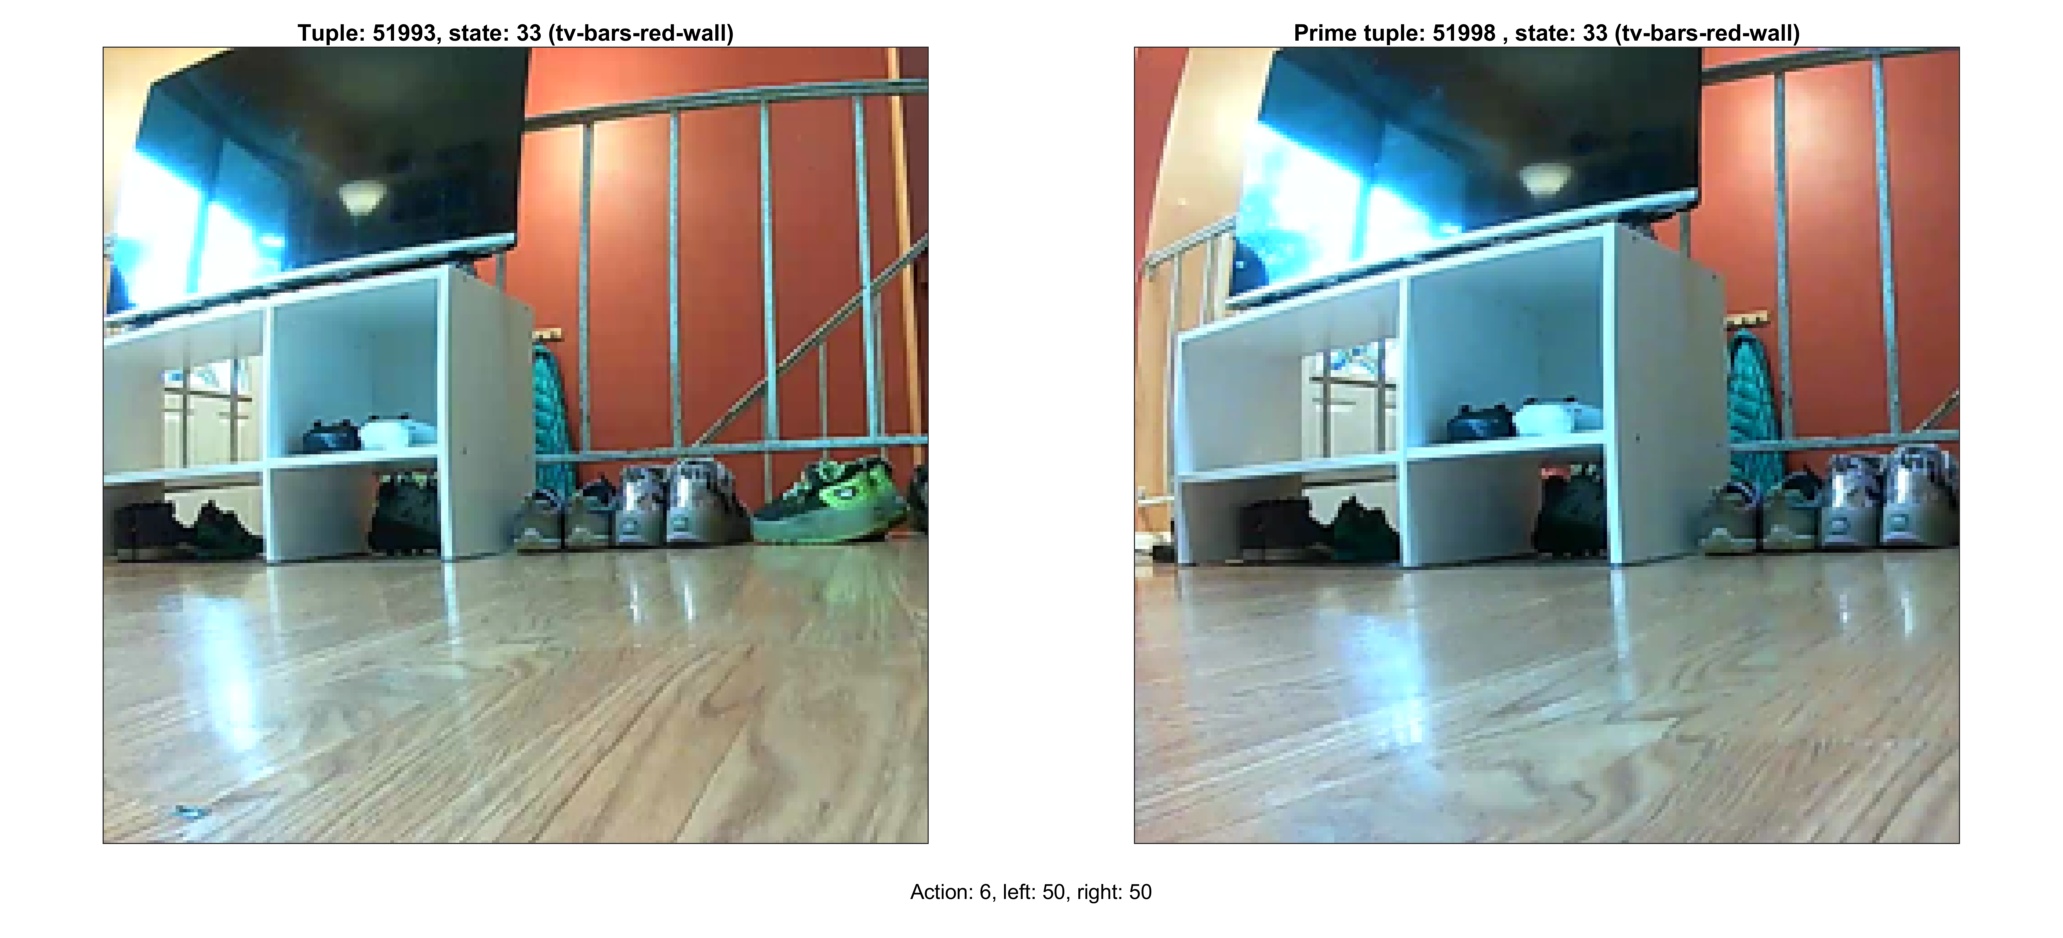 Tuple: 51993, state: 33 (tv-bars-red-wall)
Prime tuple: 51998 , state: 33 (tv-bars-red-wall)
Action: 6, left: 50, right: 50